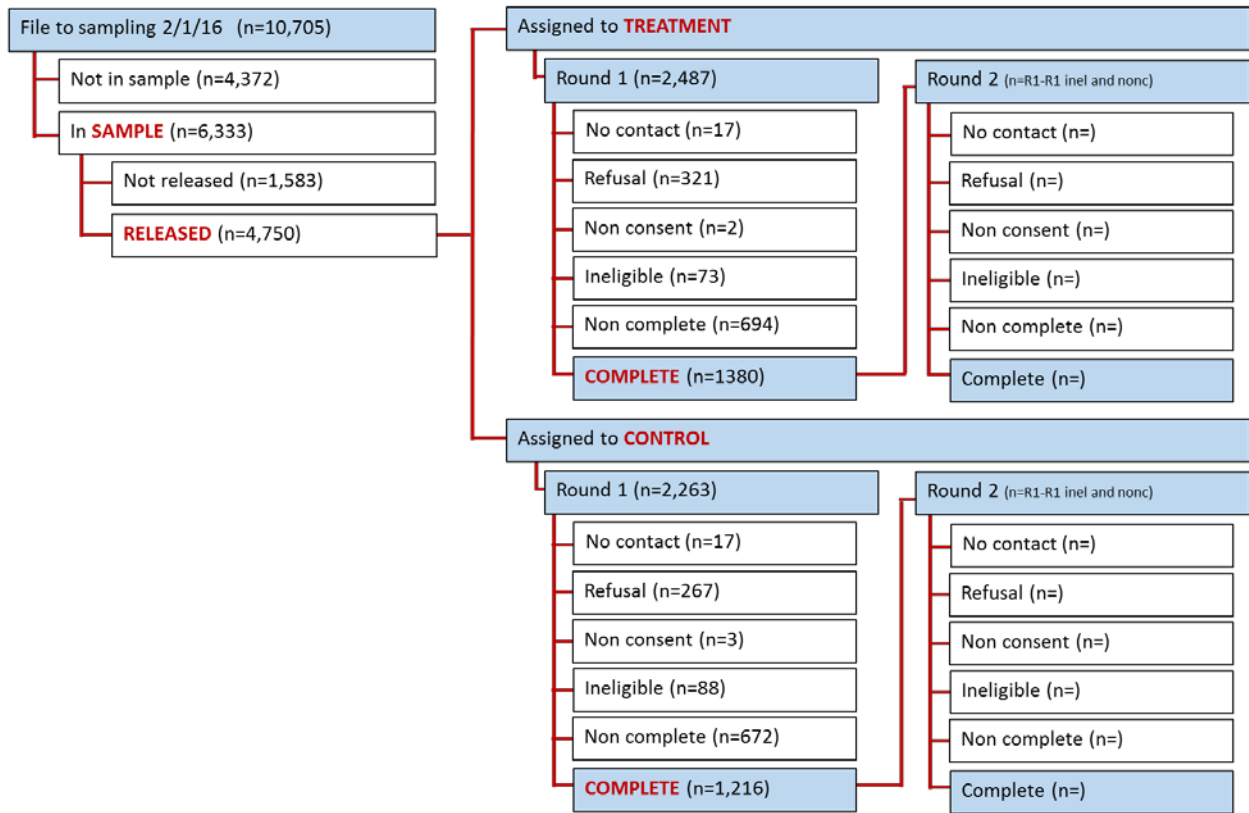 File to sampling 2/1/16 (n=10,705)
Not in sample (n=4,372)
In SAMPLE (n=6,333)
Not released (n=1,583)
RELEASED (n=4,750)
Assigned to TREATMENT
Round 1 (n=2,487)
No contact (n=17)
Refusal (n=321)
Non consent (n=2)
Ineligible (n=73)
Non complete (n=694)
COMPLETE (n=1380)
Round 2 (n=R1-R1 inel and nonc)
No contact (n=)
Refusal (n=)
Non consent (n=)
Ineligible (n=)
Non complete (n=)
Complete (n=)
Assigned to CONTROL
Round 1 (n=2,263)
No contact (n=17)
Refusal (n=267)
Non consent (n=3)
Ineligible (n=88)
Non complete (n=672)
COMPLETE (n=1,216)
Round 2 (n=R1-R1 inel and nonc)
No contact (n=)
Refusal (n=)
Non consent (n=)
Ineligible (n=)
Non complete (n=)
Complete (n=)